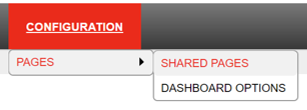 CONFIGURATION
PAGES
SHARED PAGES
DASHBOARD OPTIONS